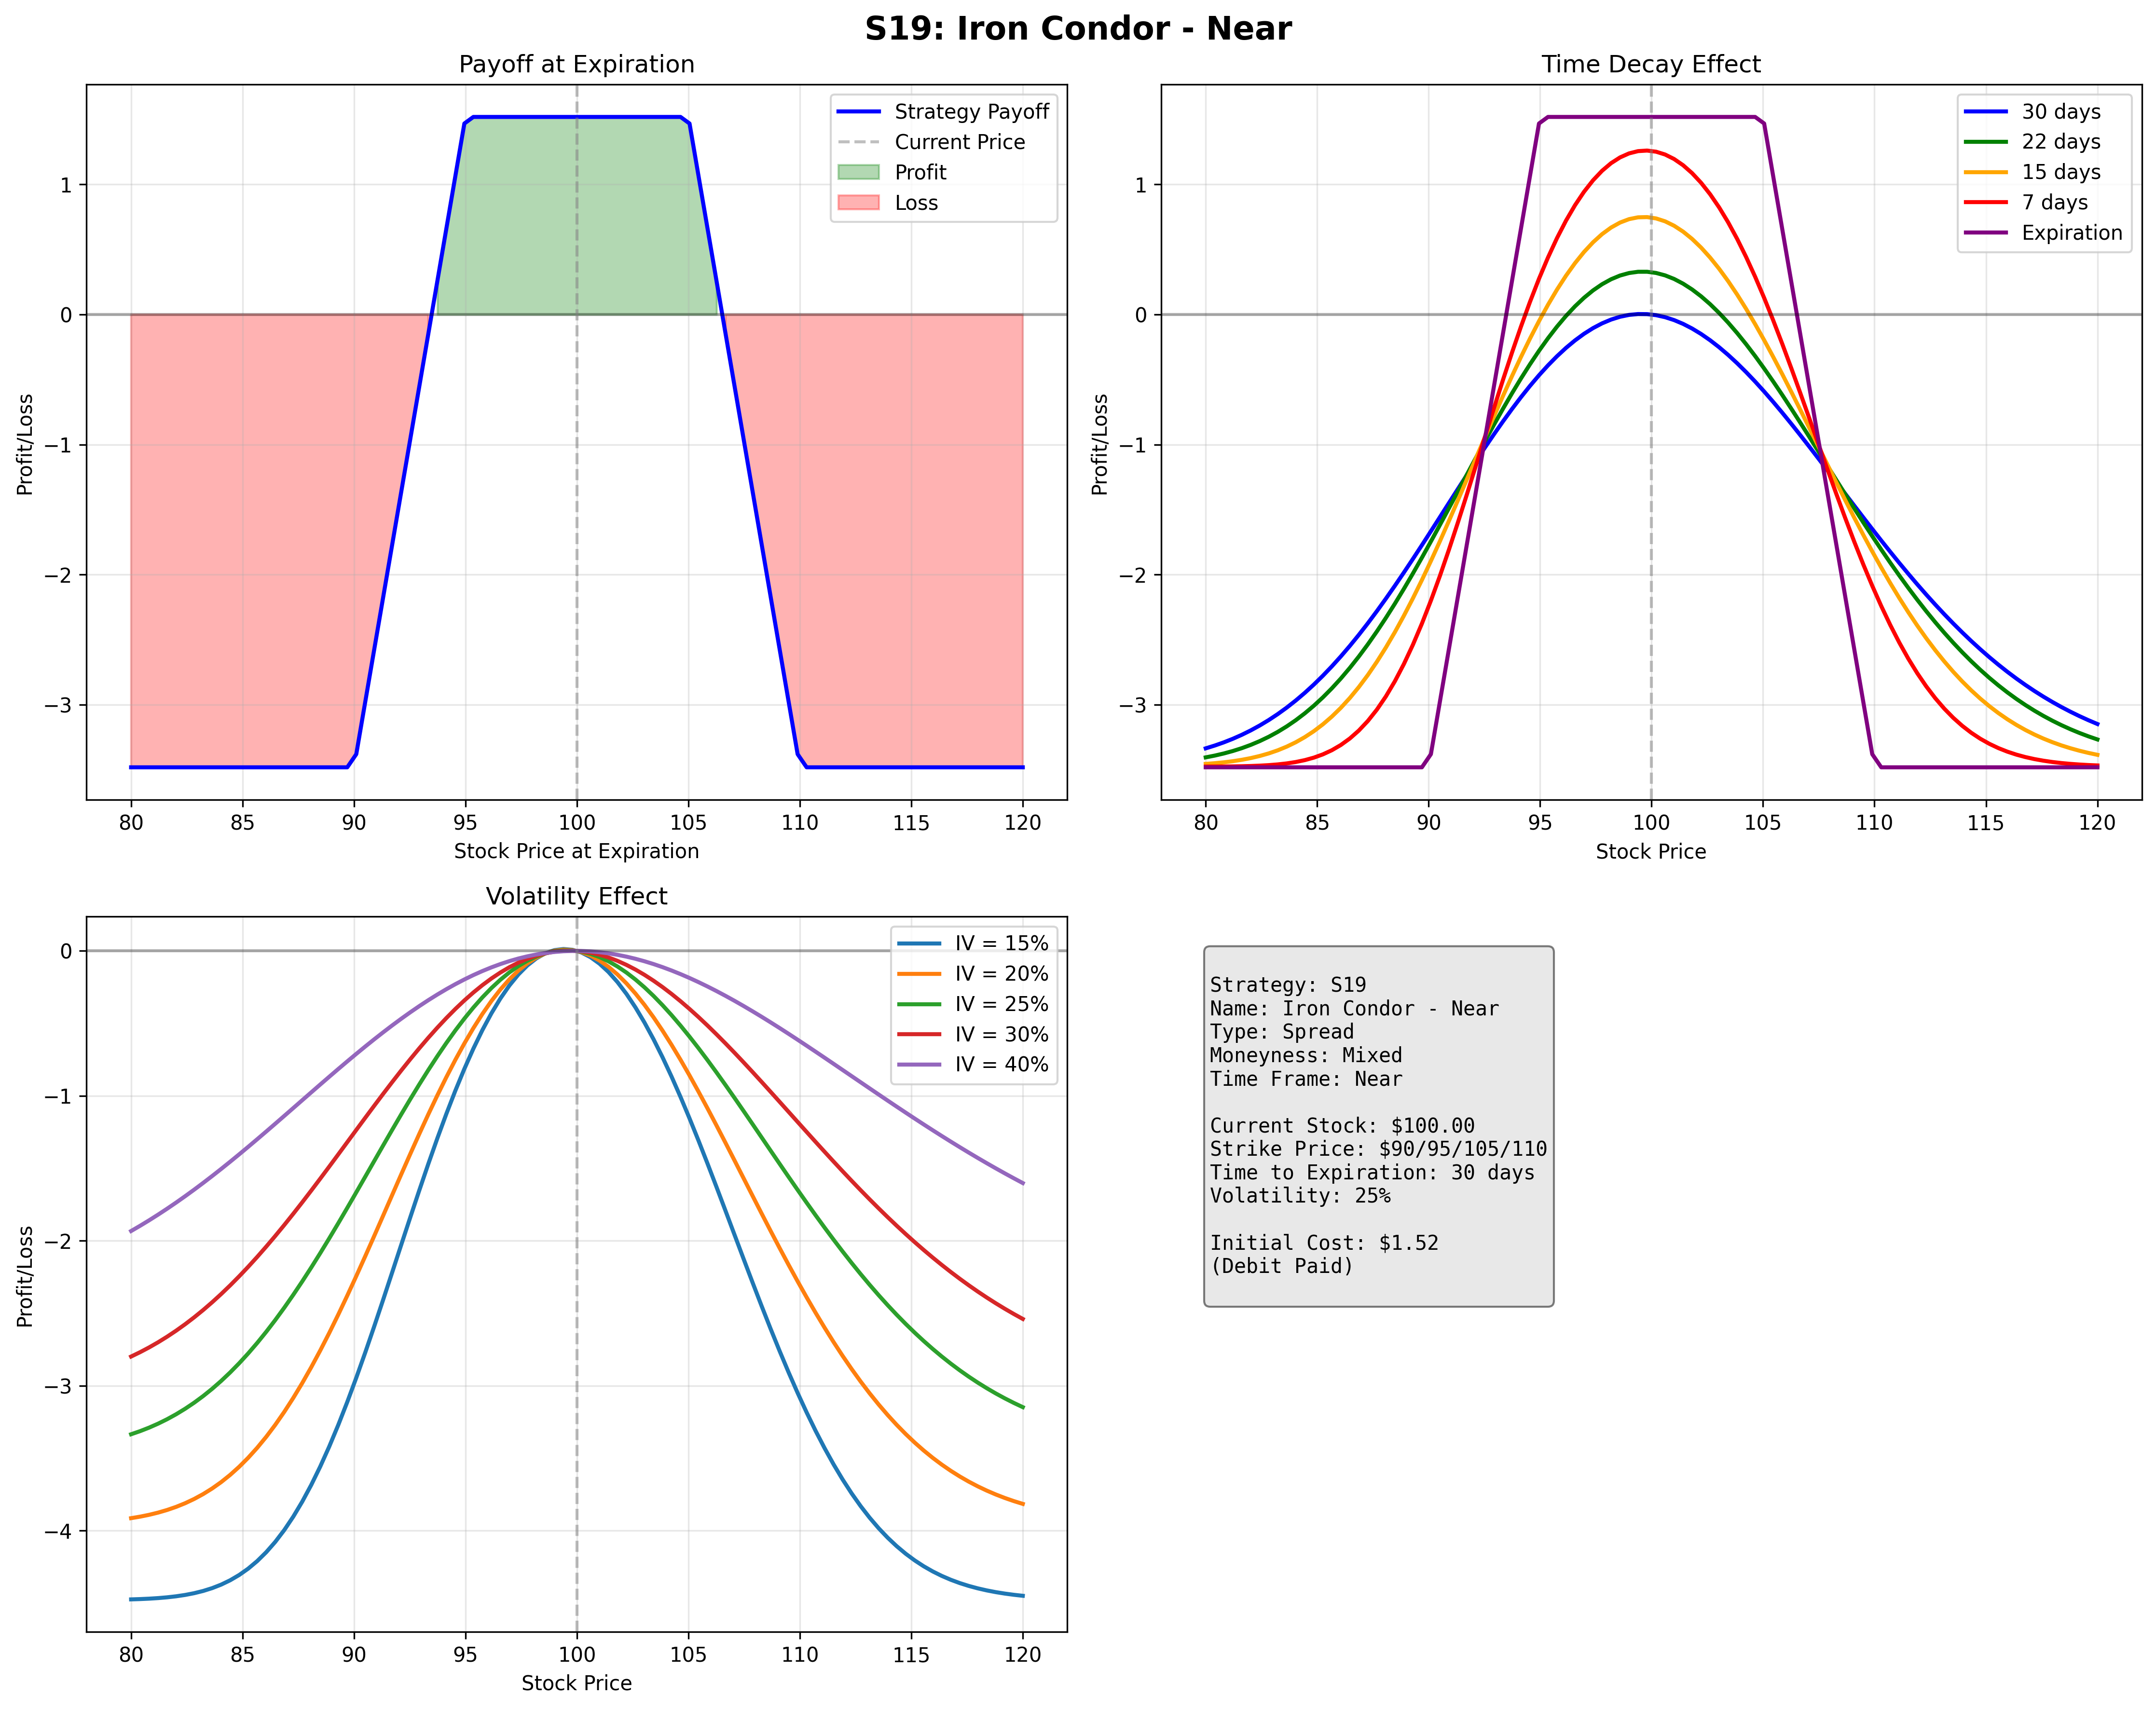 S19: Iron Condor - Near
Payoff at Expiration
Profit/Loss
1
0
−1
−2
−3
80 85 90 95 100 105 110 115 120
Stock Price at Expiration
Strategy Payoff
Current Price
Profit
Loss
Time Decay Effect
Profit/Loss
1
0
−1
−2
−3
80 85 90 95 100 105 110 115 120
Stock Price
30 days
22 days
15 days
7 days
Expiration
Volatility Effect
Profit/Loss
0
−1
−2
−3
−4
80 85 90 95 100 105 110 115 120
Stock Price
IV = 15%
IV = 20%
IV = 25%
IV = 30%
IV = 40%
Strategy: S19
Name: Iron Condor - Near
Type: Spread
Moneyness: Mixed
Time Frame: Near
Current Stock: $100.00
Strike Price: $90/95/105/110
Time to Expiration: 30 days
Volatility: 25%
Initial Cost: $1.52
(Debit Paid)